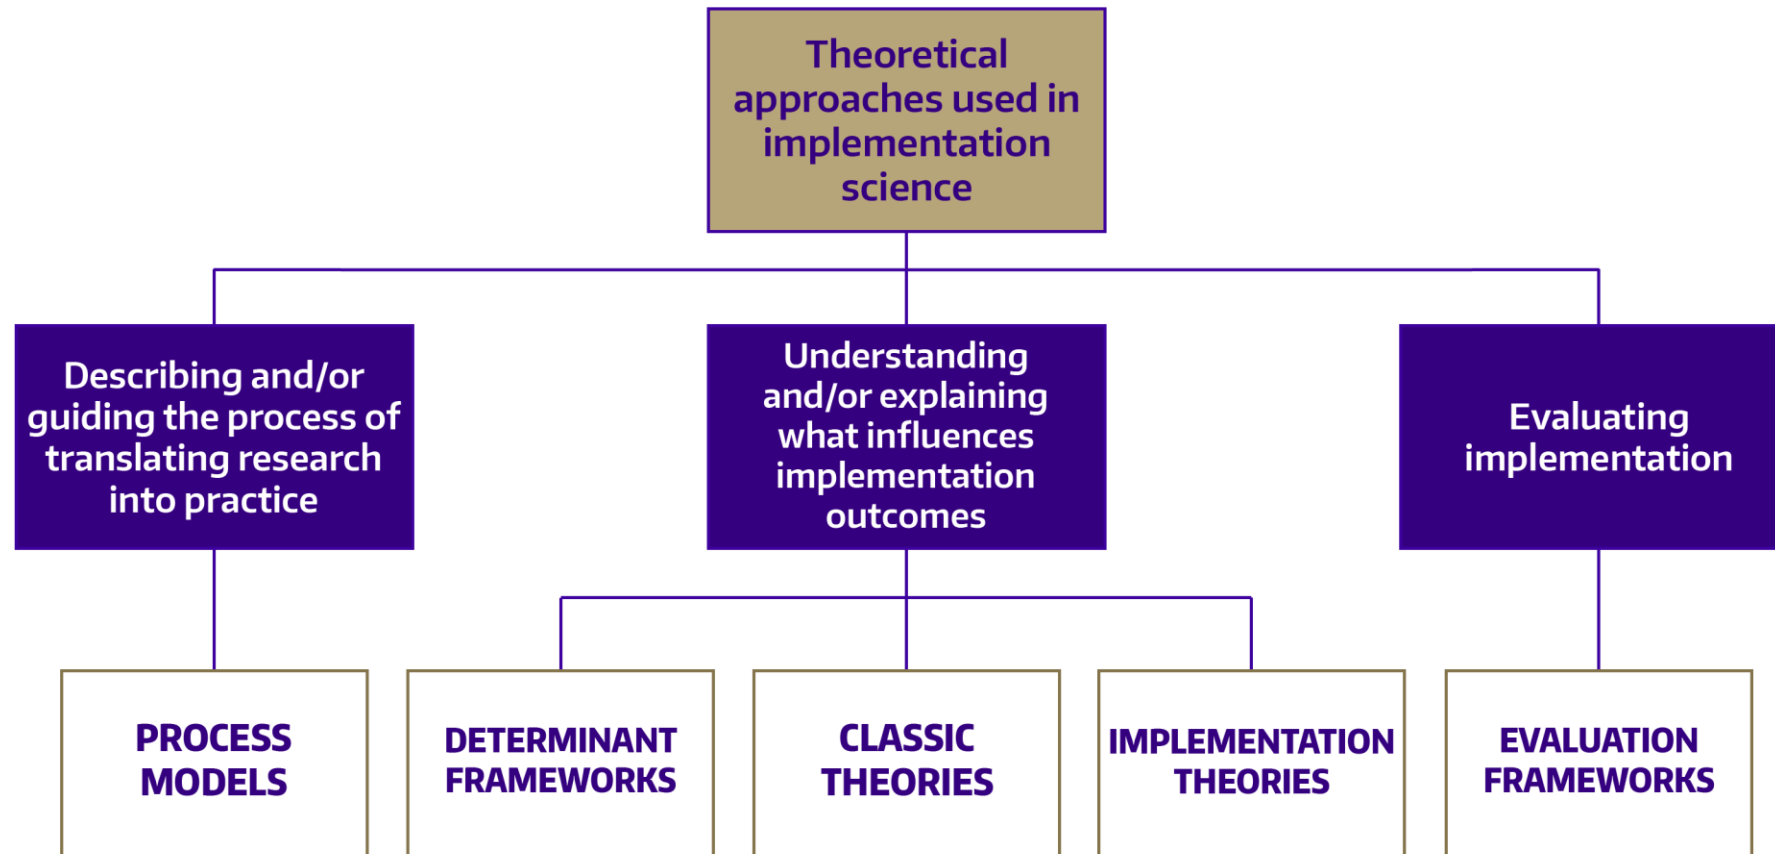 Theoretical
approaches used in
implementation
science
Describing and/or
guiding the process of
translating research
into practice
Understanding
and/or explaining
what influences
implementation
outcomes
Evaluating
implementation
PROCESS
MODELS
DETERMINANT
FRAMEWORKS
CLASSIC
THEORIES
IMPLEMENTATION
THEORIES
EVALUATION
FRAMEWORKS